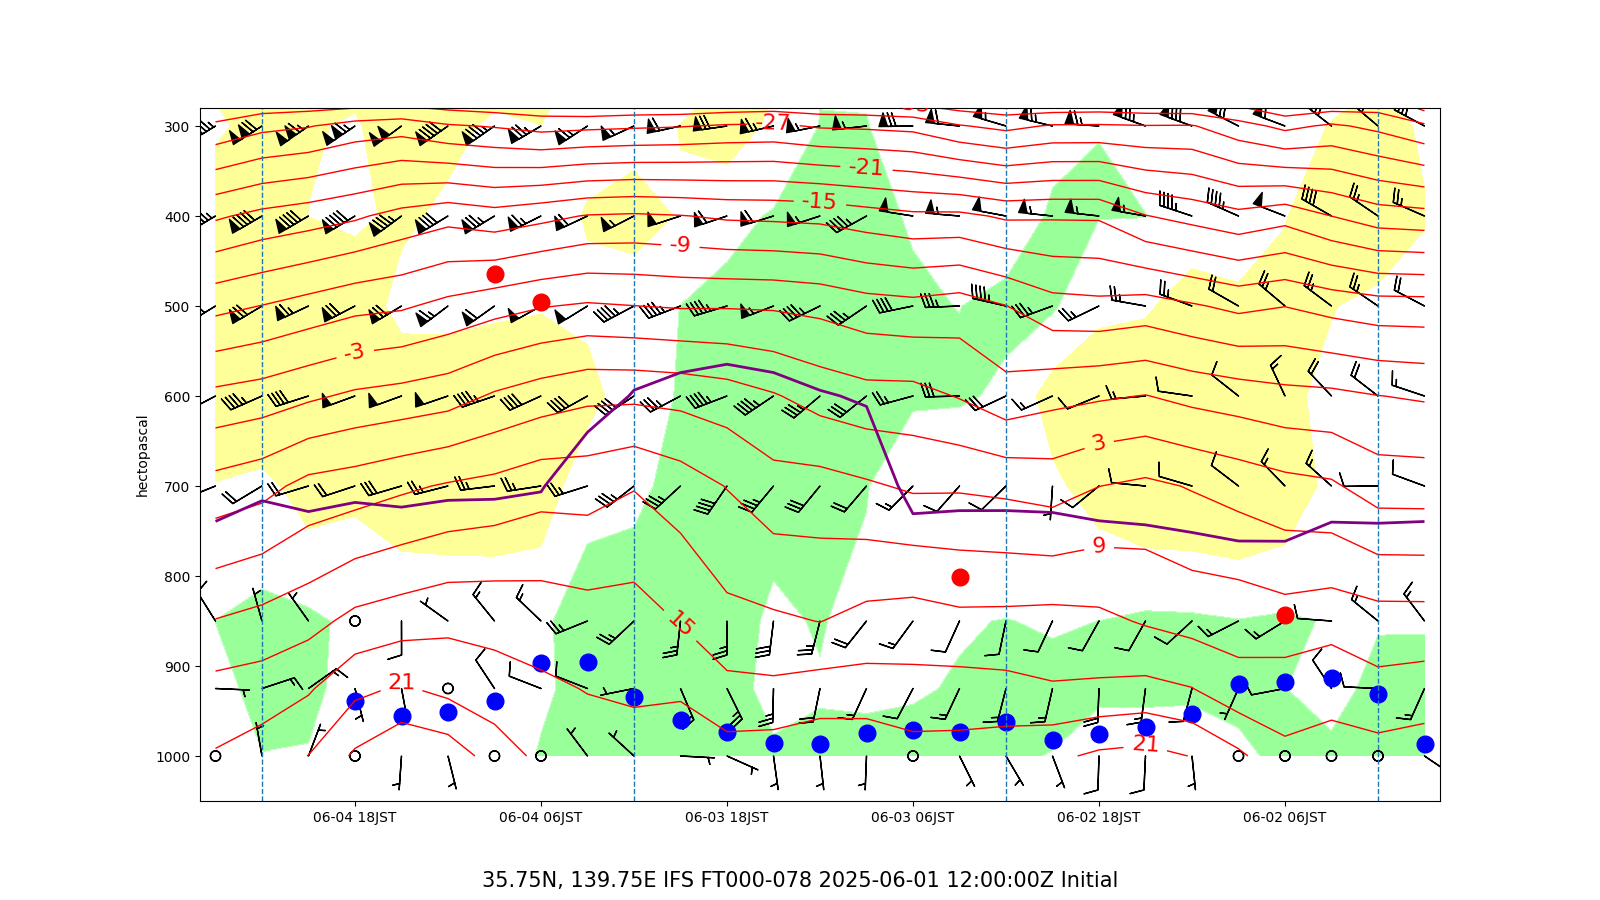 -27
300
-21
-15
400
-9
500
-3
hectopascal
600
3
700
9
800
15
900
21
21
1000
06-04 18JST
06-04 06JST
06-03 18JST
06-03 06JST
06-02 18JST
06-02 06JST
35.75N, 139.75E IFS FT000-078 2025-06-01 12:00:00Z Initial